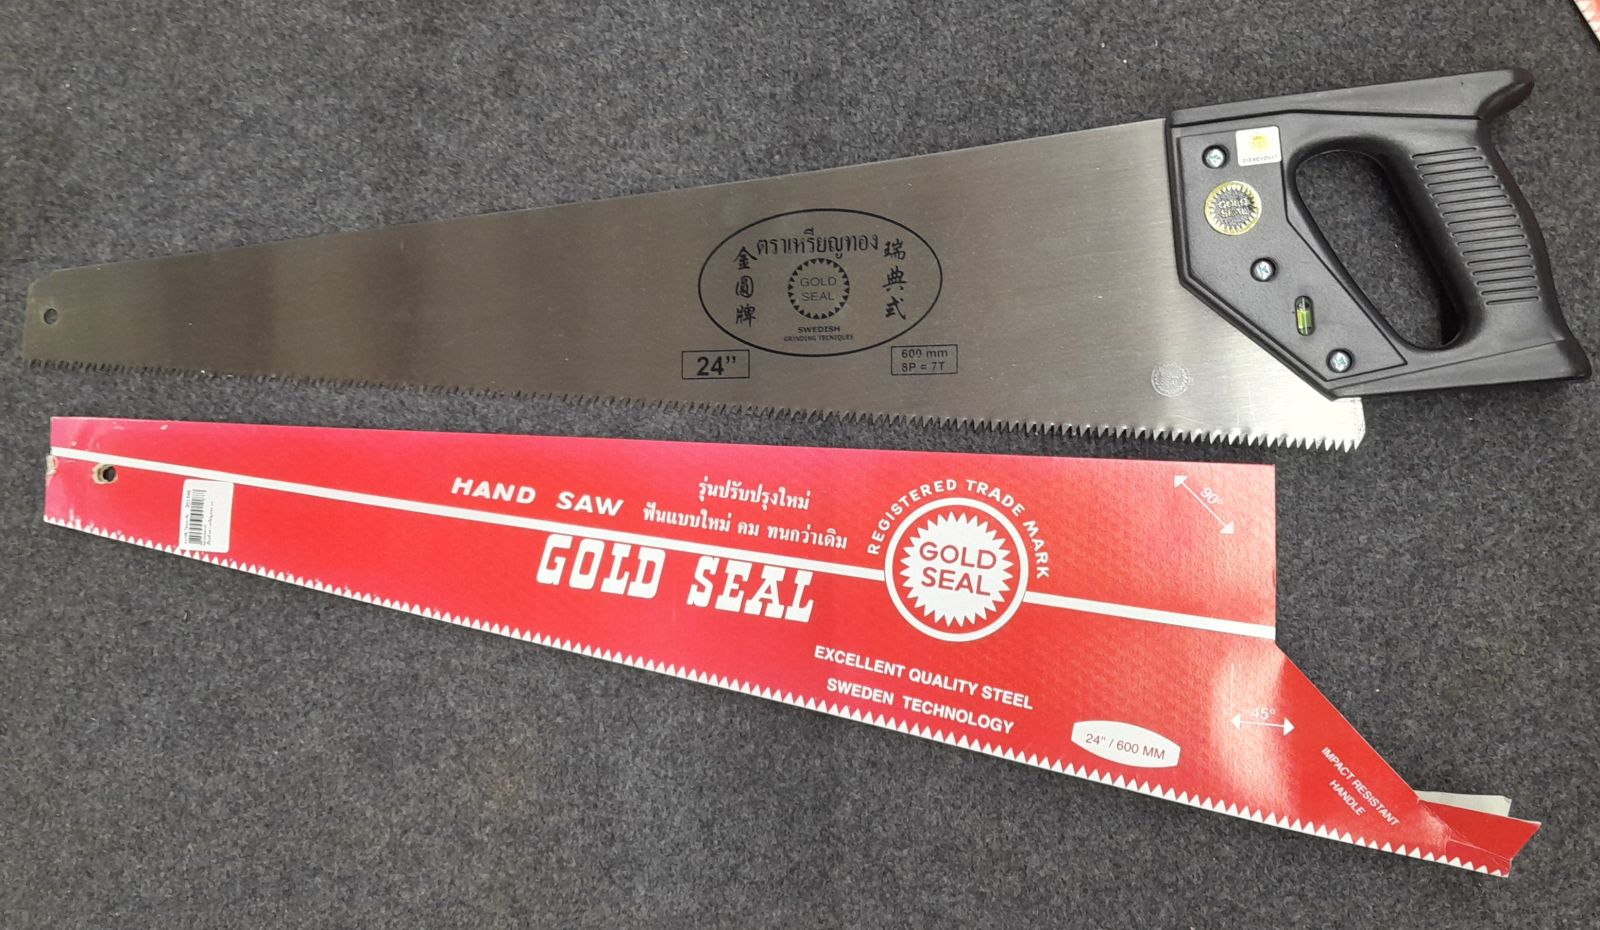 ตราเหรียญทอง
金圓牌
瑞典式
GOLD
SEAL
SWEDISH
GRINDING TECNIQUES
24"
600 mm
8P = 7T
GOLD
SEAL
HAND SAW
รุ่นปรับปรุงใหม่
ฟันแบบใหม่ คม ทนกว่าเดิม
GOLD SEAL
REGISTERED TRADE MARK
GOLD
SEAL
90°
EXCELLENT QUALITY STEEL
SWEDEN TECHNOLOGY
24" / 600 MM
45°
IMPACT RESISTANT
HANDLE